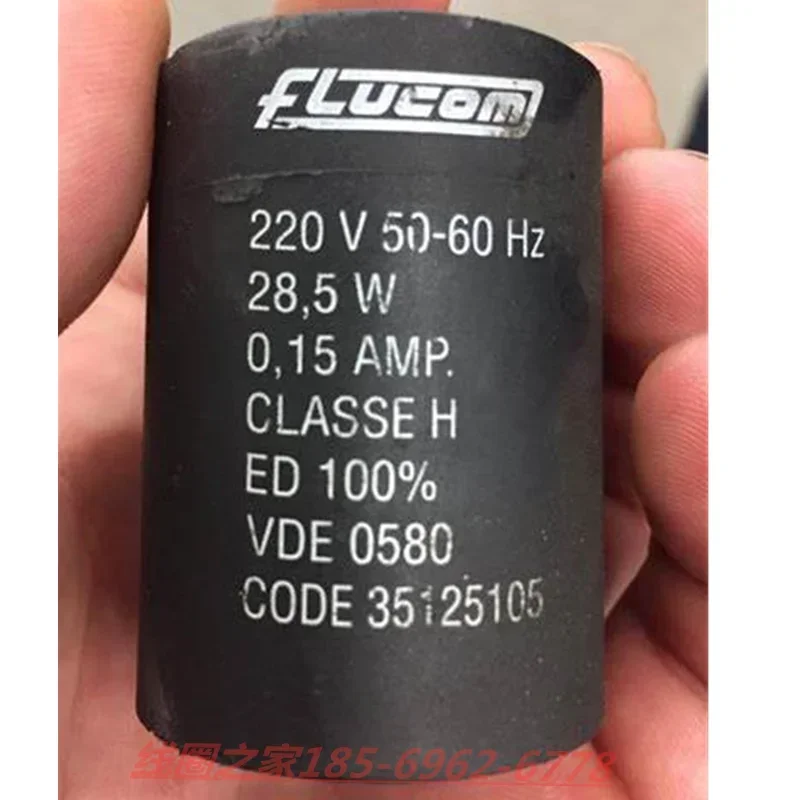 FLUCOM
220 V 50-60 Hz
28,5 W
0,15 AMP.
CLASSE H
ED 100%
VDE 0580
CODE 35125105
线圈之家185-6962-6778